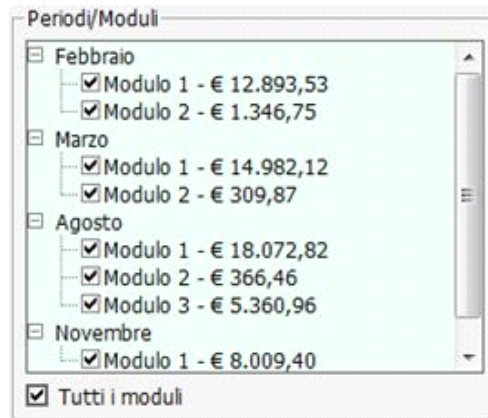 Periodi/Moduli
Febbraio
Modulo 1 - € 12.893,53
Modulo 2 - € 1.346,75
Marzo
Modulo 1 - € 14.982,12
Modulo 2 - € 309,87
Agosto
Modulo 1 - € 18.072,82
Modulo 2 - € 366,46
Modulo 3 - € 5.360,96
Novembre
Modulo 1 - € 8.009,40
Tutti i moduli